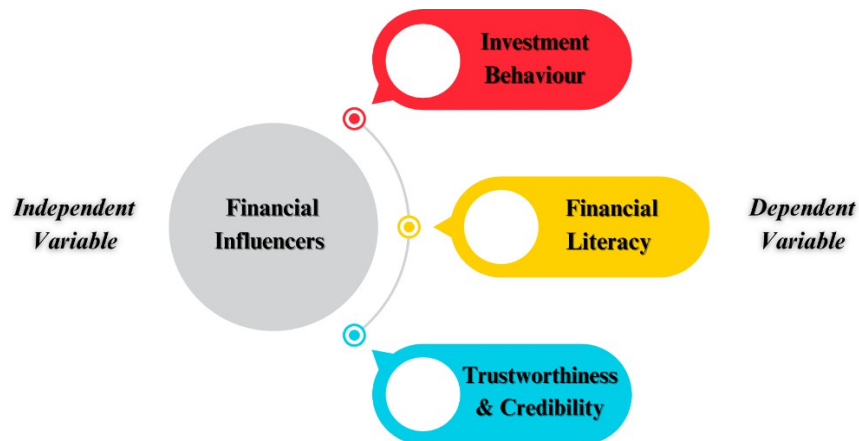 Investment
Behaviour
Independent
Variable
Financial
Influencers
Financial
Literacy
Dependent
Variable
Trustworthiness
& Credibility